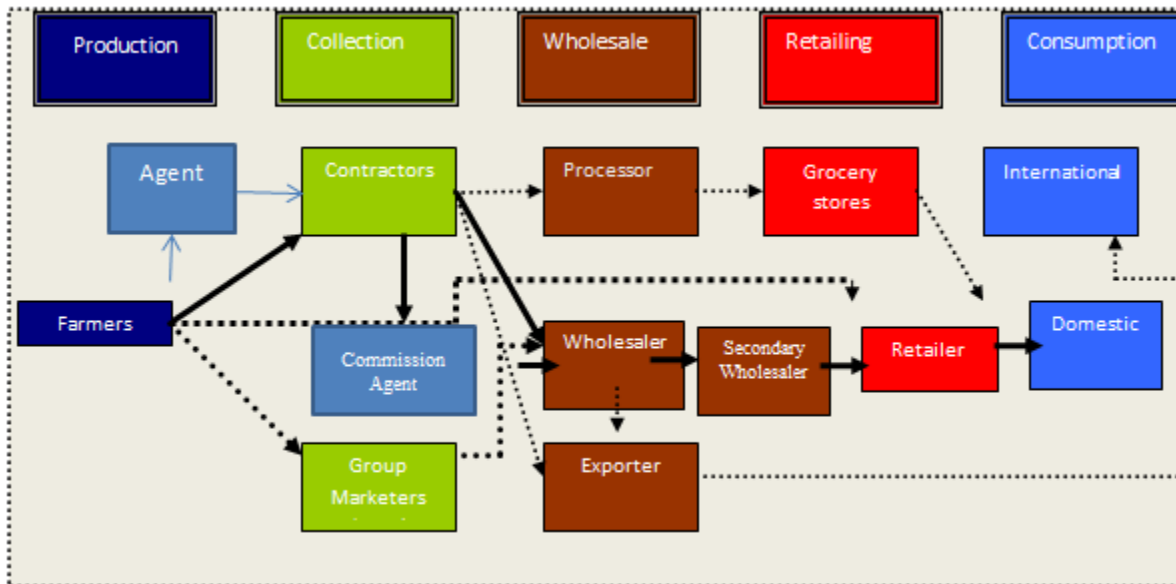 Production
Collection
Wholesale
Retailing
Consumption
Agent
Contractors
Processor
Grocery
stores
International
Farmers
Commission
Agent
Wholesaler
Secondary
Wholesaler
Retailer
Domestic
Group
Marketers
Exporter